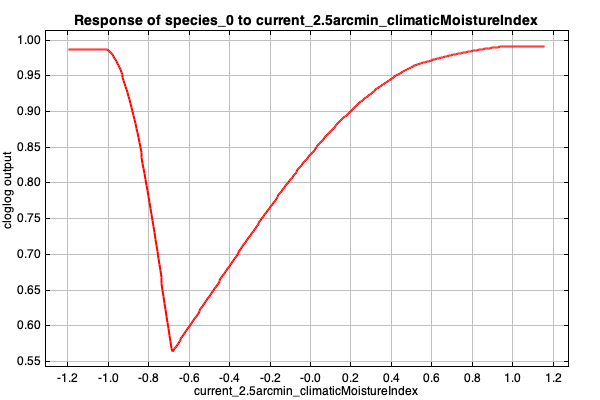 Response of species_0 to current_2.5arcmin_climaticMoistureIndex
cloglog output
1.00
0.95
0.90
0.85
0.80
0.75
0.70
0.65
0.60
0.55
-1.2 -1.0 -0.8 -0.6 -0.4 -0.2 -0.0 0.2 0.4 0.6 0.8 1.0 1.2
current_2.5arcmin_climaticMoistureIndex